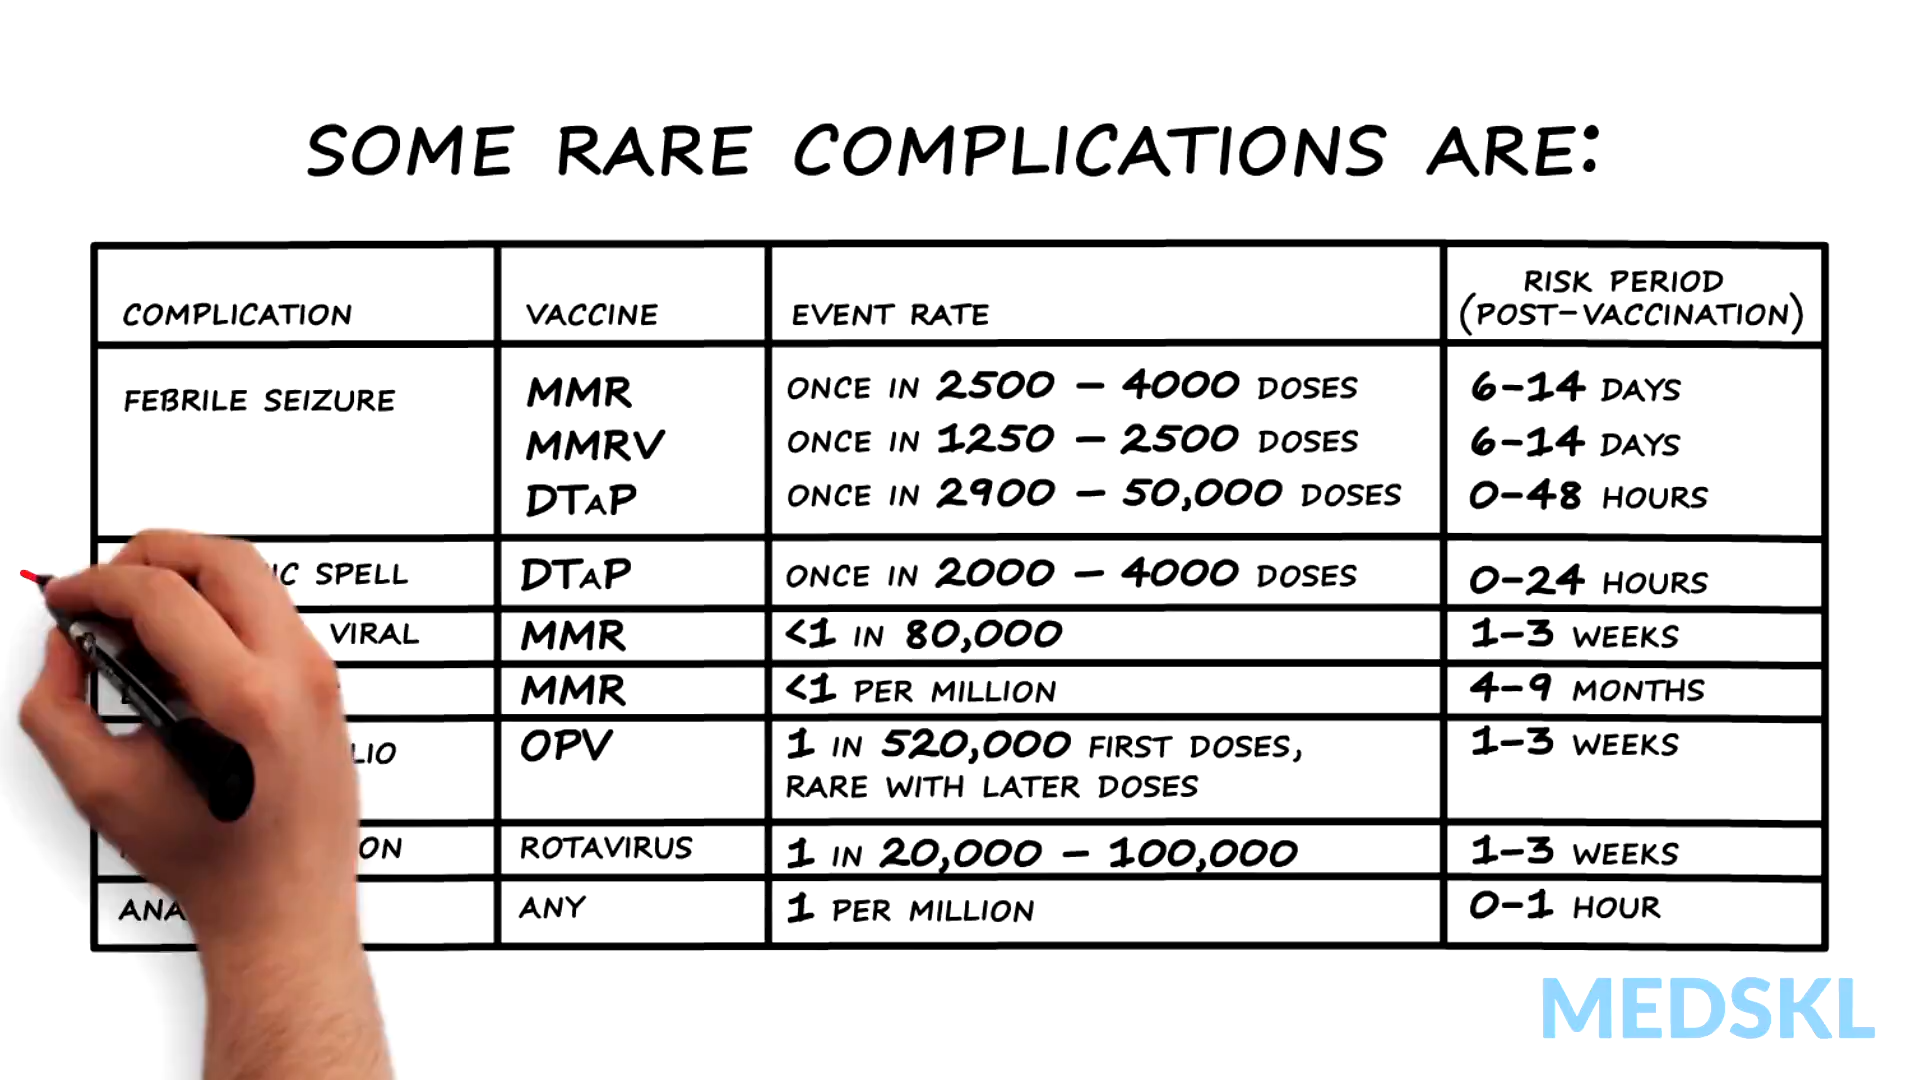 SOME RARE COMPLICATIONS ARE:
COMPLICATION VACCINE EVENT RATE RISK PERIOD (POST-VACCINATION)
FEBRILE SEIZURE MMR ONCE IN 2500 – 4000 DOSES 6-14 DAYS
MMRV ONCE IN 1250 – 2500 DOSES 6-14 DAYS
DTaP ONCE IN 2900 – 50,000 DOSES 0-48 HOURS
SPELL DTaP ONCE IN 2000 – 4000 DOSES 0-24 HOURS
VIRAL MMR <1 IN 80,000 1-3 WEEKS
MMR <1 PER MILLION 4-9 MONTHS
OPV 1 IN 520,000 FIRST DOSES, 1-3 WEEKS
RARE WITH LATER DOSES
ROTAVIRUS 1 IN 20,000 – 100,000 1-3 WEEKS
ANY 1 PER MILLION 0-1 HOUR
MEDSKL